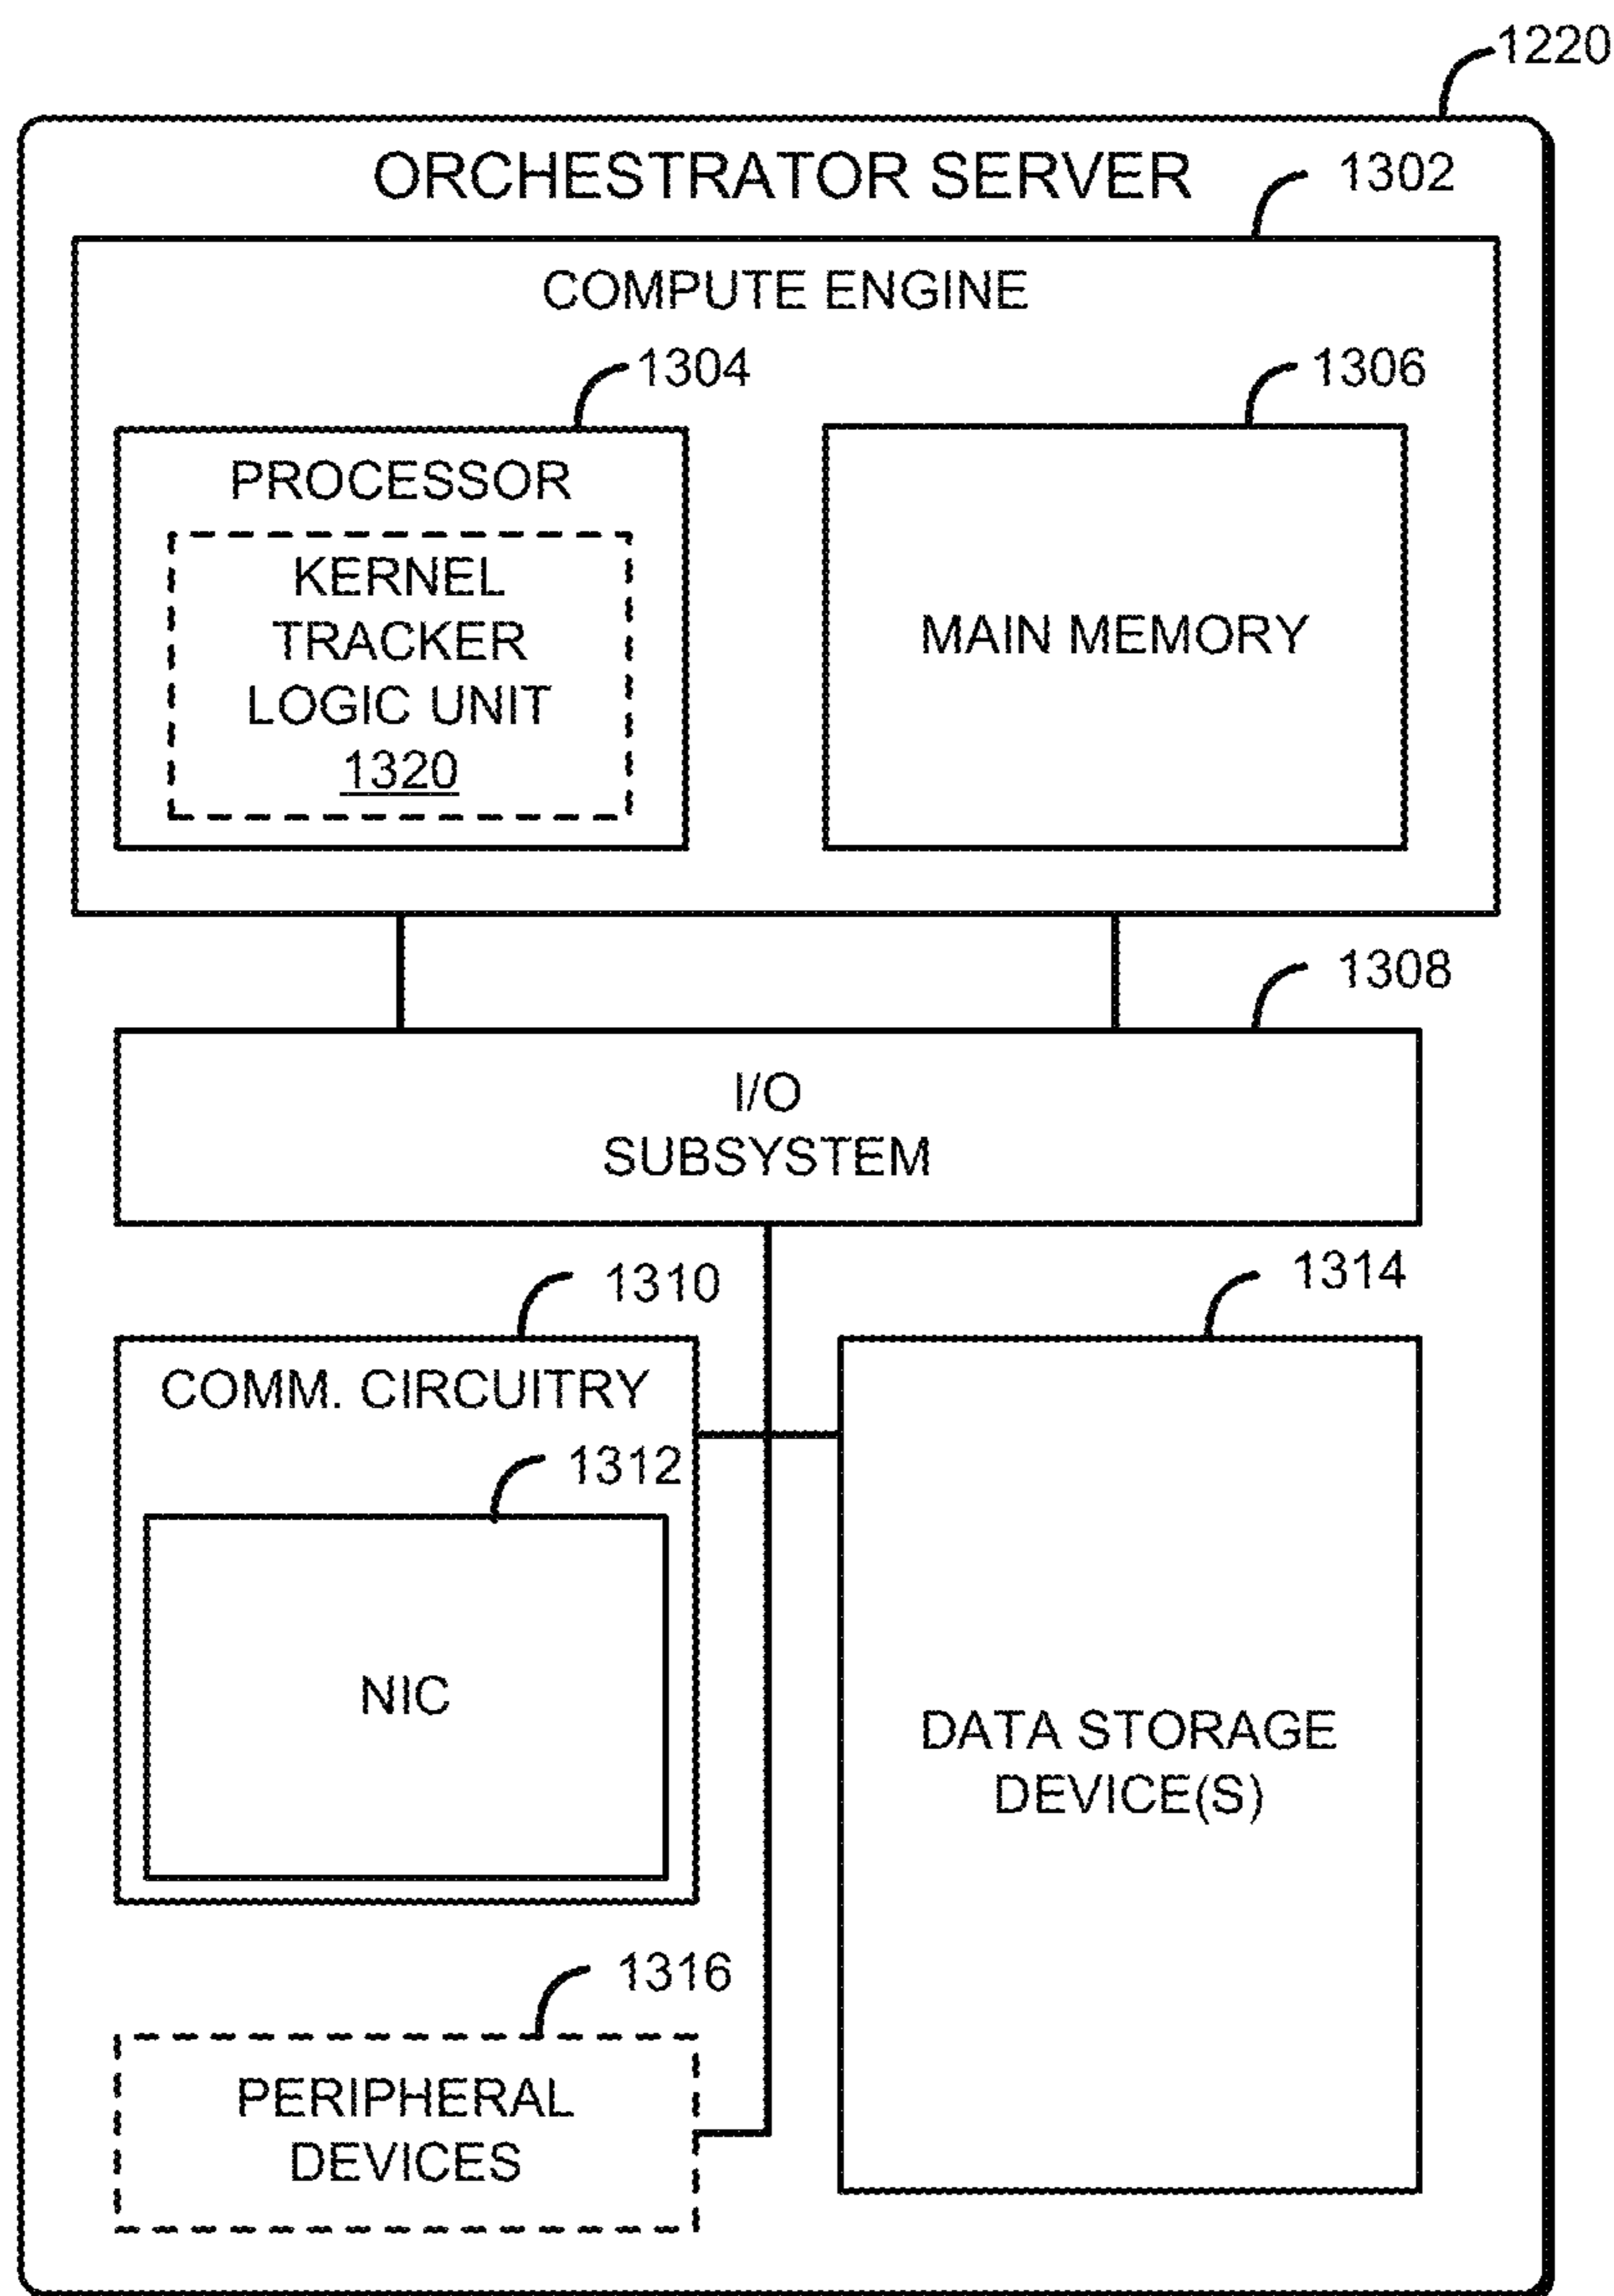 1220
ORCHESTRATOR SERVER
1302
COMPUTE ENGINE
1304
1306
PROCESSOR
KERNEL
TRACKER
LOGIC UNIT
1320
MAIN MEMORY
1308
I/O
SUBSYSTEM
1310
1314
COMM. CIRCUITRY
1312
NIC
DATA STORAGE
DEVICE(S)
1316
PERIPHERAL
DEVICES